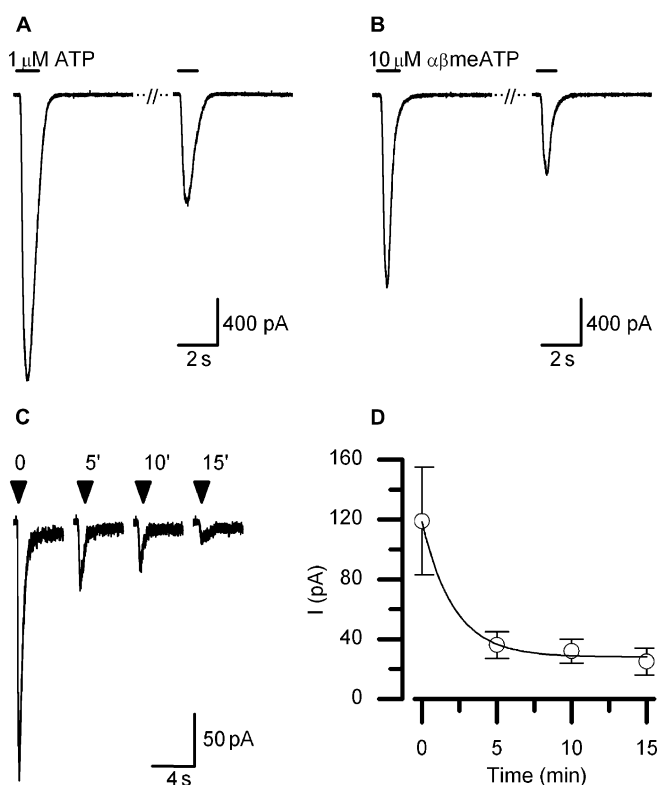 A
B
1 μM ATP
10 μM αβmeATP
//
//
400 pA
2 s
400 pA
2 s
C
D
0 5' 10' 15'
50 pA
4 s
160
120
80
40
0
I (pA)
0 5 10 15
Time (min)